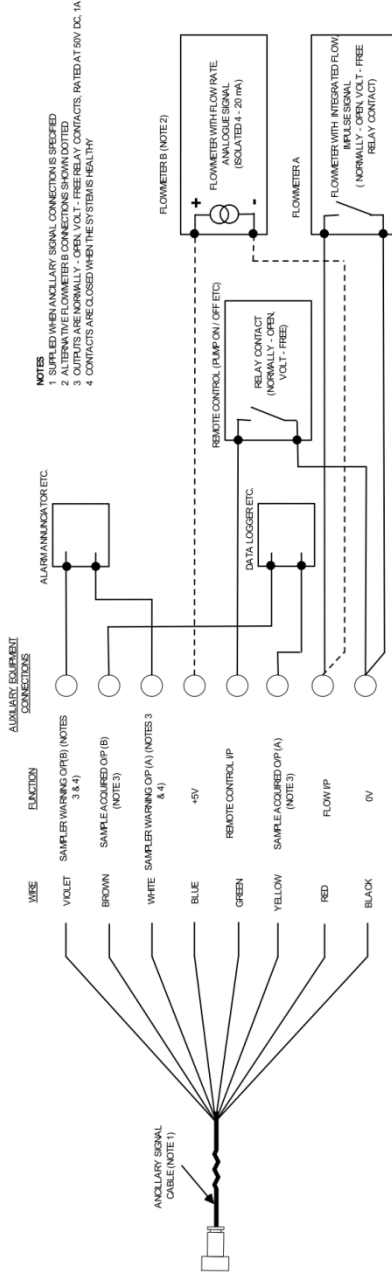 NOTES
1 SUPPLIED WHEN ANCILLARY SIGNAL CONNECTION IS SPECIFIED
2 ALTERNATIVE FLOWMETER B CONNECTIONS SHOWN DOTTED
3 OUTPUTS ARE NORMALLY - OPEN, VOLT - FREE RELAY CONTACTS, RATED AT 50V DC, 1A
4 CONTACTS ARE CLOSED WHEN THE SYSTEM IS HEALTHY
AUXILIARY EQUIPMENT
CONNECTIONS
WIRE
FUNCTION
VIOLET
SAMPLER WARNING O/P(B) (NOTES
3 & 4)
BROWN
SAMPLE ACQUIRED O/P (B)
(NOTE 3)
WHITE
SAMPLER WARNING O/P (A) (NOTES 3
& 4)
BLUE
+5V
GREEN
REMOTE CONTROL I/P
YELLOW
SAMPLE ACQUIRED O/P (A)
(NOTE 3)
RED
FLOW I/P
BLACK
0V
ANCILLARY SIGNAL
CABLE (NOTE 1)
ALARM ANNUNCIATOR ETC.
DATA LOGGER ETC.
REMOTE CONTROL (PUMP ON / OFF ETC)
RELAY CONTACT
(NORMALLY - OPEN,
VOLT - FREE)
FLOWMETER B (NOTE 2)
+
-
FLOWMETER WITH FLOW RATE,
ANALOGUE SIGNAL
(ISOLATED 4 - 20 mA)
FLOWMETER A
FLOWMETER WITH INTEGRATED FLOW,
IMPULSE SIGNAL
( NORMALLY - OPEN, VOLT - FREE
RELAY CONTACT)